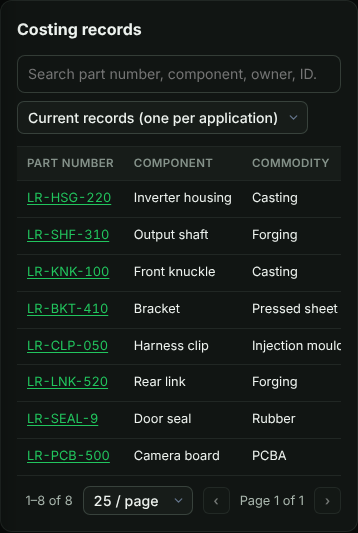 Costing records
Search part number, component, owner, ID.
Current records (one per application)
PART NUMBER COMPONENT COMMODITY
LR-HSG-220 Inverter housing Casting
LR-SHF-310 Output shaft Forging
LR-KNK-100 Front knuckle Casting
LR-BKT-410 Bracket Pressed sheet
LR-CLP-050 Harness clip Injection
LR-LNK-520 Rear link Forging
LR-SEAL-9 Door seal Rubber
LR-PCB-500 Camera board PCBA
1–8 of 8 25 / page ‹ Page 1 of 1 ›